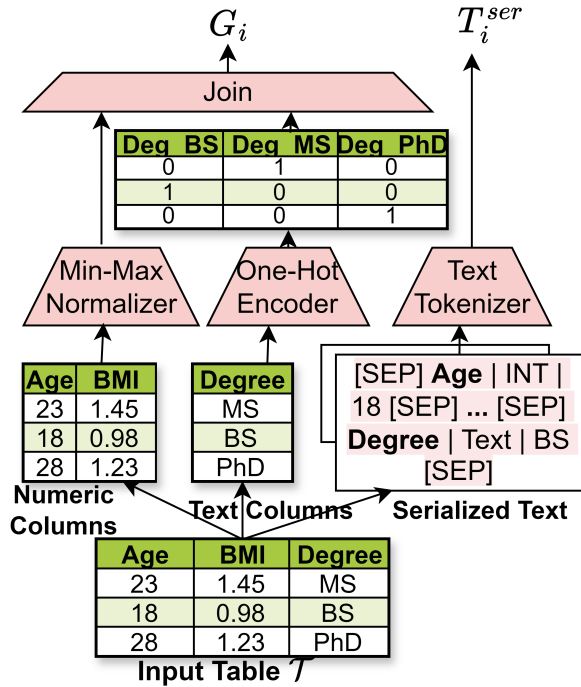 G_i
T_i^{ser}
Join
Deg_BS Deg_MS Deg_PhD
0 1 0
1 0 0
0 0 1
Min-Max
Normalizer
One-Hot
Encoder
Text
Tokenizer
Age BMI
23 1.45
18 0.98
28 1.23
Degree
MS
BS
PhD
[SEP] Age | INT |
18 [SEP] ... [SEP]
Degree | Text | BS
[SEP]
Numeric
Columns
Text Columns
Serialized Text
Age BMI Degree
23 1.45 MS
18 0.98 BS
28 1.23 PhD
Input Table 𝒯